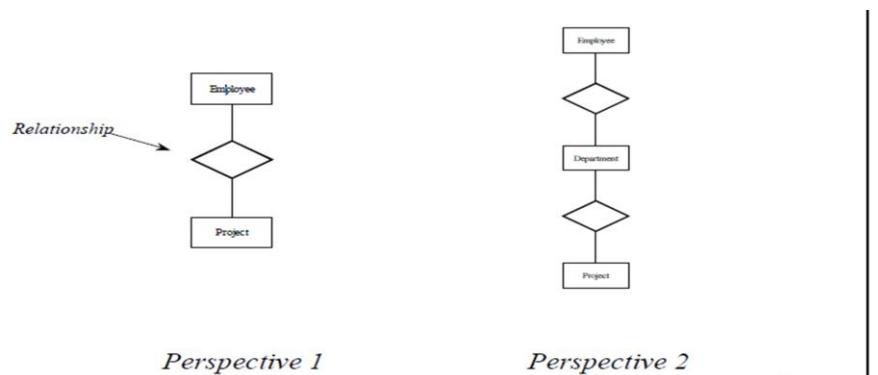 Employee
Relationship
Project
Perspective 1
Employee
Department
Project
Perspective 2